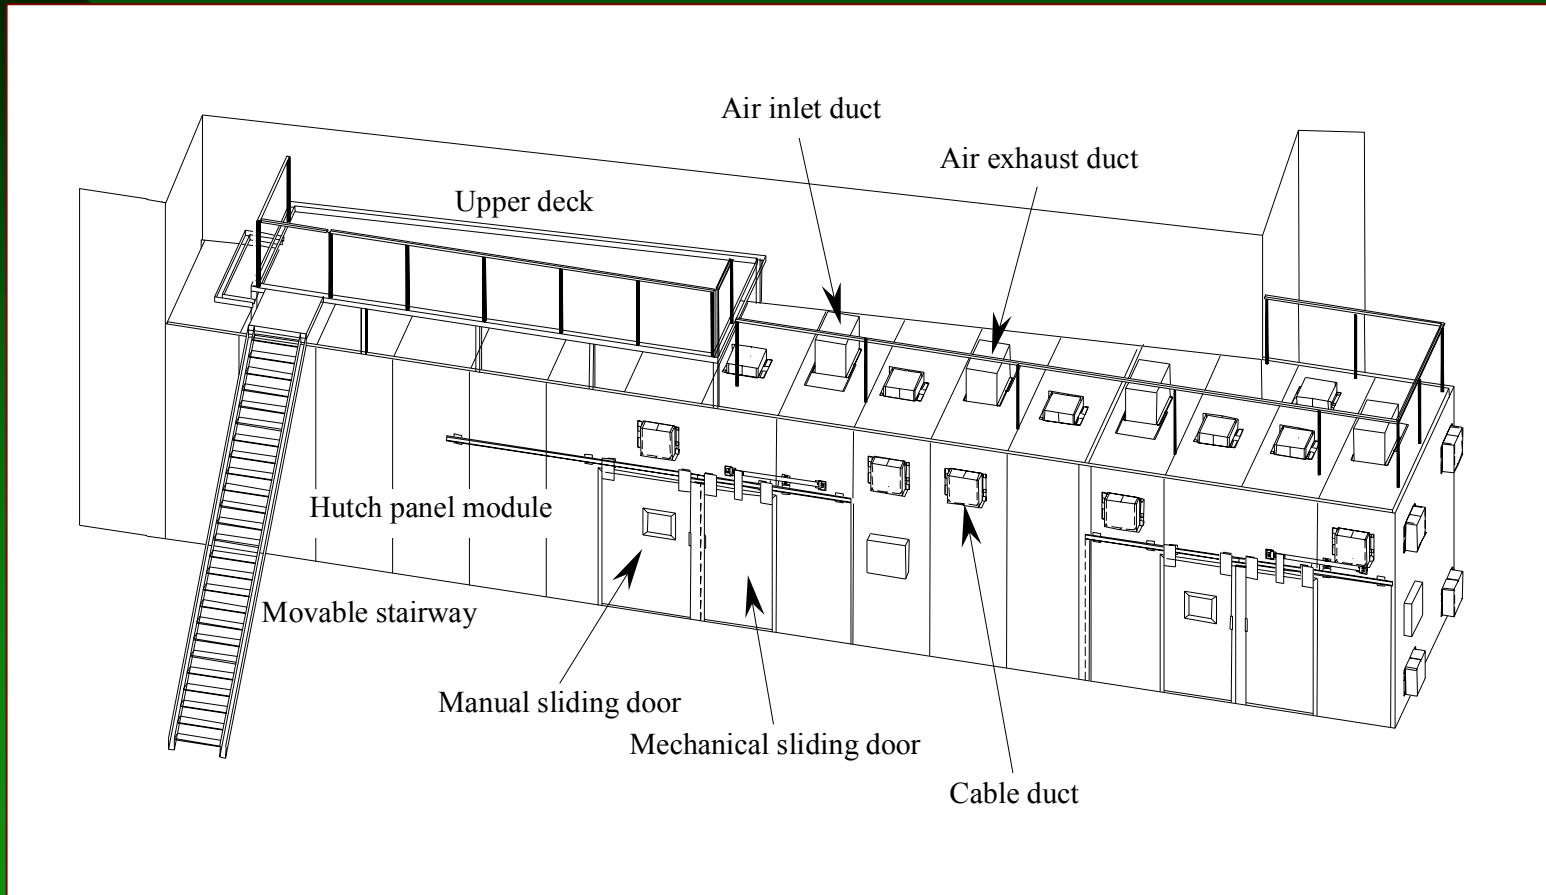 Air inlet duct
Air exhaust duct
Upper deck
Hutch panel module
Movable stairway
Manual sliding door
Mechanical sliding door
Cable duct